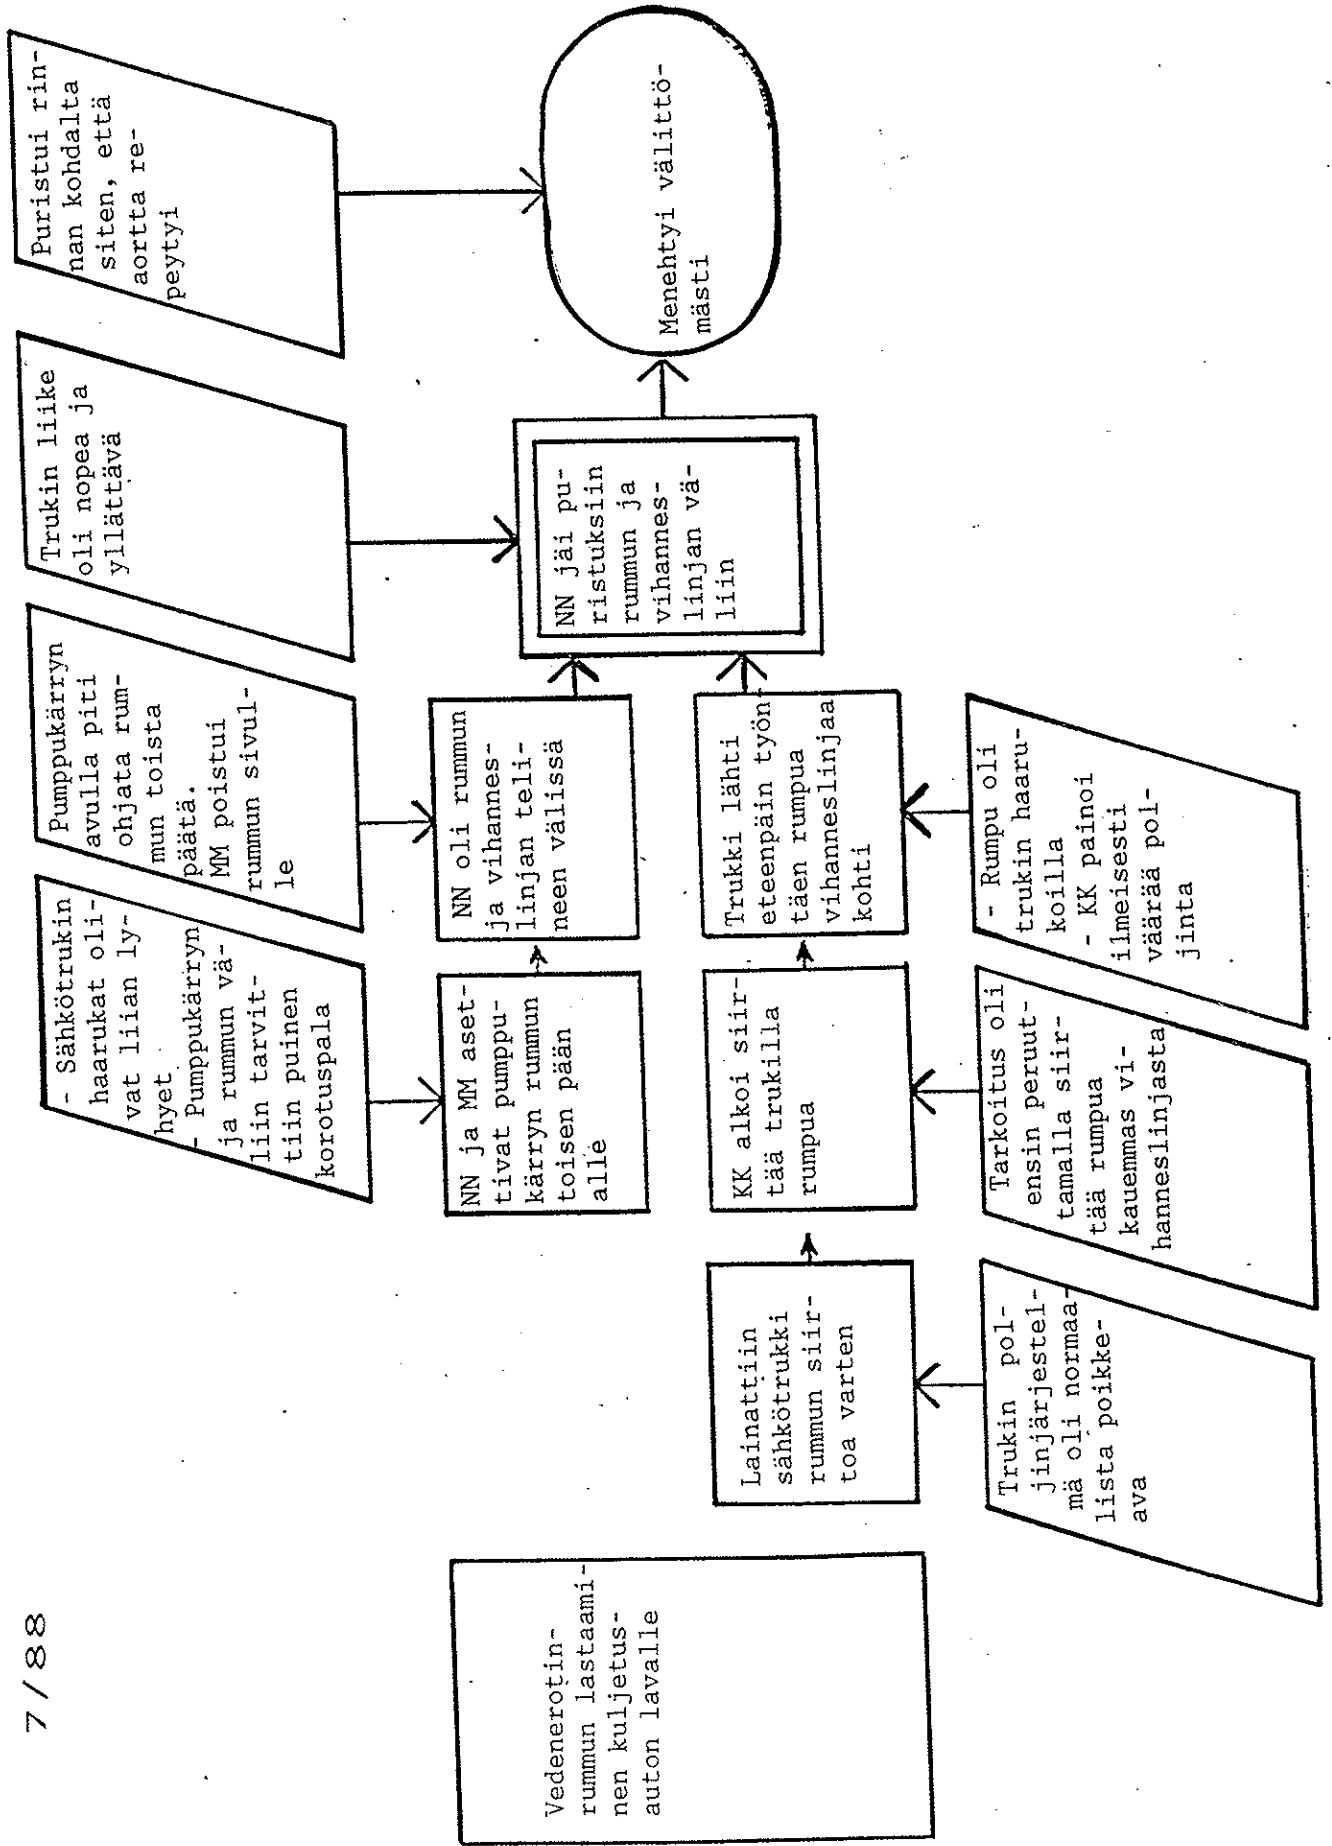 7/88
- Sähkötrukin
haarukat oli-
vat liian ly-
hyet
- Pumppukärryn
ja rummun vä-
liin tarvit-
tiin puinen
korotuspala
Pumppukärryn
avulla piti
ohjata rum-
mun toista
päätä.
MM poistui
rummun sivul-
le
Trukin liike
oli nopea ja
yllättävä
Puristui rin-
nan kohdalta
siten, että
aortta re-
peytyi
Vedenerotin-
rummun lastaami-
nen kuljetus-
auton lavalle
NN ja MM aset-
tivat pumppu-
kärryn rummun
toisen pään
alle
NN oli rummun
ja vihannes-
linjan teli-
neen välissä
NN jäi pu-
ristuksiin
rummun ja
vihannes-
linjan vä-
liin
Menehtyi välittö-
mästi
Lainattiin
sähkötrukki
rummun siir-
toa varten
KK alkoi siir-
tää trukilla
rumpua
Trukki lähti
eteenpäin työn
täen rumpua
vihanneslinjaa
kohti
Trukin pol-
jinjärjestel-
mä oli normaa-
lista poikke-
ava
Tarkoitus oli
ensin peruut-
tamalla siir-
tää rumpua
kauemmas vi-
hanneslinjasta
- Rumpu oli
trukin haaru-
koilla
- KK painoi
ilmeisesti
väärää pol-
jinta